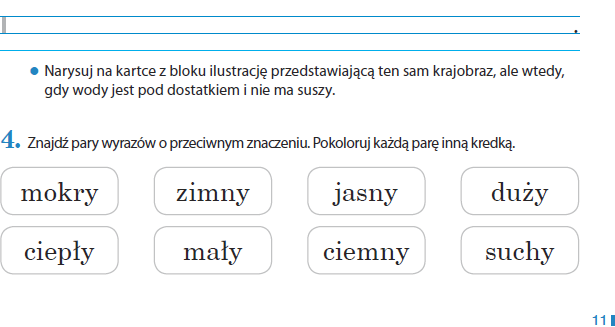 .
● Narysuj na kartce z bloku ilustrację przedstawiającą ten sam krajobraz, ale wtedy,
gdy wody jest pod dostatkiem i nie ma suszy.
4. Znajdź pary wyrazów o przeciwnym znaczeniu. Pokoloruj każdą parę inną kredką.
mokry zimny jasny duży
ciepły mały ciemny suchy
11